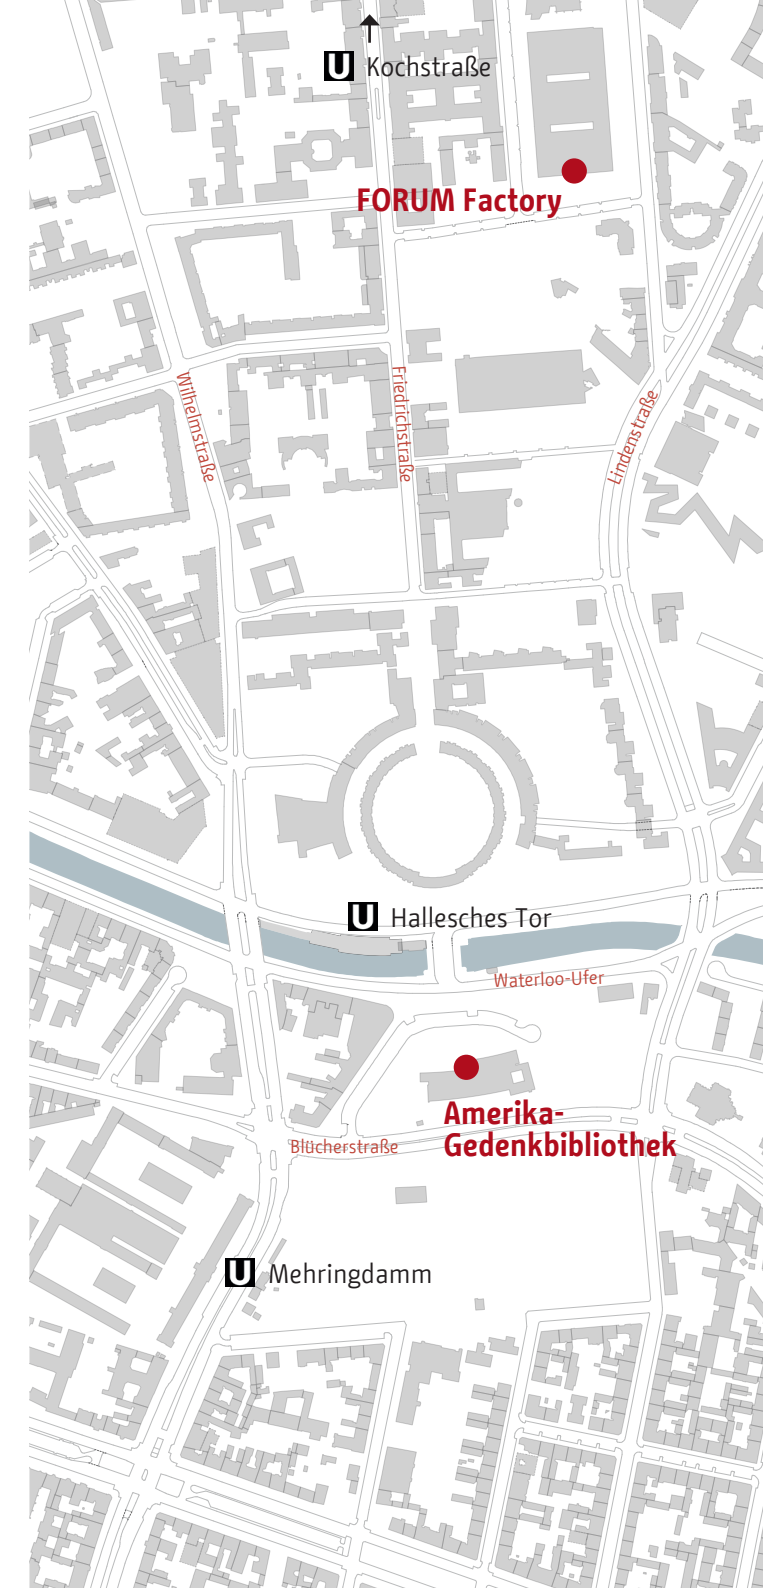 U Kochstraße
FORUM Factory
Wilhelmstraße
Friedrichstraße
Lindenstraße
U Hallesches Tor
Waterloo-Ufer
Amerika-
Gedenkbibliothek
Blücherstraße
U Mehringdamm